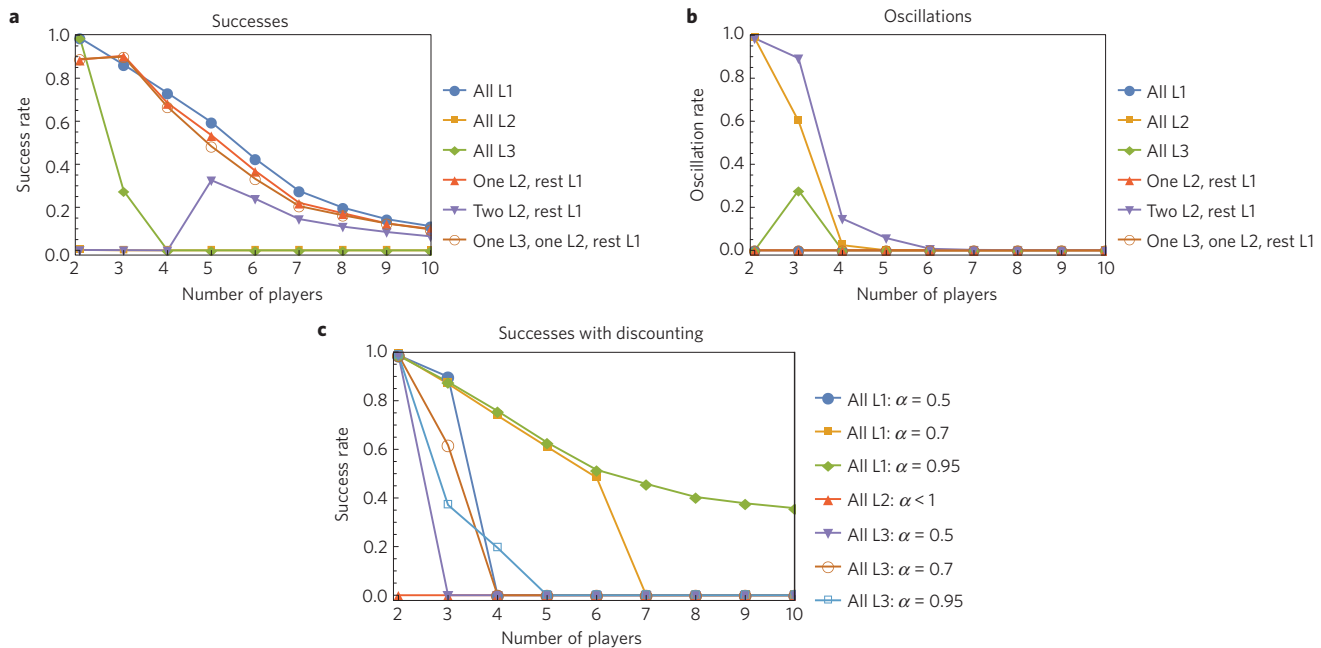 a
Successes
1.0
0.8
0.6
0.4
0.2
0.0
Success rate
2 3 4 5 6 7 8 9 10
Number of players
All L1
All L2
All L3
One L2, rest L1
Two L2, rest L1
One L3, one L2, rest L1
b
Oscillations
1.0
0.8
0.6
0.4
0.2
0.0
Oscillation rate
2 3 4 5 6 7 8 9 10
Number of players
All L1
All L2
All L3
One L2, rest L1
Two L2, rest L1
One L3, one L2, rest L1
c
Successes with discounting
1.0
0.8
0.6
0.4
0.2
0.0
Success rate
2 3 4 5 6 7 8 9 10
Number of players
All L1: α = 0.5
All L1: α = 0.7
All L1: α = 0.95
All L2: α < 1
All L3: α = 0.5
All L3: α = 0.7
All L3: α = 0.95